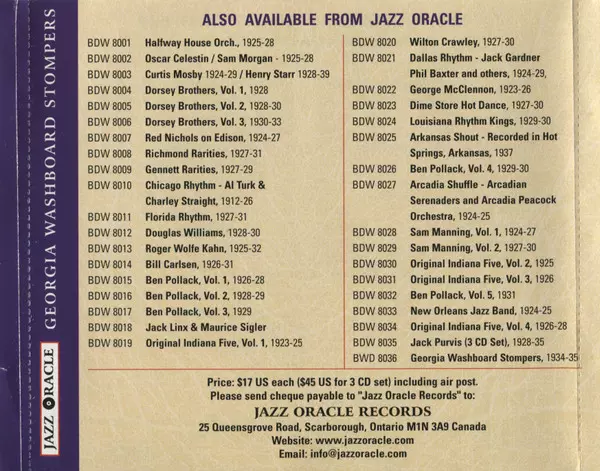 GEORGIA WASHBOARD STOMPERS
JAZZ ORACLE
ALSO AVAILABLE FROM JAZZ ORACLE
BDW 8001 Halfway House Orch., 1925-28
BDW 8002 Oscar Celestin / Sam Morgan - 1925-28
BDW 8003 Curtis Mosby 1924-29 / Henry Starr 1928-39
BDW 8004 Dorsey Brothers, Vol. 1, 1928
BDW 8005 Dorsey Brothers, Vol. 2, 1928-30
BDW 8006 Dorsey Brothers, Vol. 3, 1930-33
BDW 8007 Red Nichols on Edison, 1924-27
BDW 8008 Richmond Rarities, 1927-31
BDW 8009 Gennett Rarities, 1927-29
BDW 8010 Chicago Rhythm - Al Turk &
Charley Straight, 1912-26
BDW 8011 Florida Rhythm, 1927-31
BDW 8012 Douglas Williams, 1928-30
BDW 8013 Roger Wolfe Kahn, 1925-32
BDW 8014 Bill Carlsen, 1926-31
BDW 8015 Ben Pollack, Vol. 1, 1926-28
BDW 8016 Ben Pollack, Vol. 2, 1928-29
BDW 8017 Ben Pollack, Vol. 3, 1929
BDW 8018 Jack Linx & Maurice Sigler
BDW 8019 Original Indiana Five, Vol. 1, 1923-25
BDW 8020 Wilton Crawley, 1927-30
BDW 8021 Dallas Rhythm - Jack Gardner
Phil Baxter and others, 1924-29,
BDW 8022 George McClennon, 1923-26
BDW 8023 Dime Store Hot Dance, 1927-30
BDW 8024 Louisiana Rhythm Kings, 1929-30
BDW 8025 Arkansas Shout - Recorded in Hot
Springs, Arkansas, 1937
BDW 8026 Ben Pollack, Vol. 4, 1929-30
BDW 8027 Arcadia Shuffle - Arcadian
Serenaders and Arcadia Peacock
Orchestra, 1924-25
BDW 8028 Sam Manning, Vol. 1, 1924-27
BDW 8029 Sam Manning, Vol. 2, 1927-30
BDW 8030 Original Indiana Five, Vol. 2, 1925
BDW 8031 Original Indiana Five, Vol. 3, 1926
BDW 8032 Ben Pollack, Vol. 5, 1931
BDW 8033 New Orleans Jazz Band, 1924-25
BDW 8034 Original Indiana Five, Vol. 4, 1926-28
BDW 8035 Jack Purvis (3 CD Set), 1928-35
BWD 8036 Georgia Washboard Stompers, 1934-35
Price: $17 US each ($45 US for 3 CD set) including air post.
Please send cheque payable to "Jazz Oracle Records" to:
JAZZ ORACLE RECORDS
25 Queensgrove Road, Scarborough, Ontario M1N 3A9 Canada
Website: www.jazzoracle.com
Email: info@jazzoracle.com